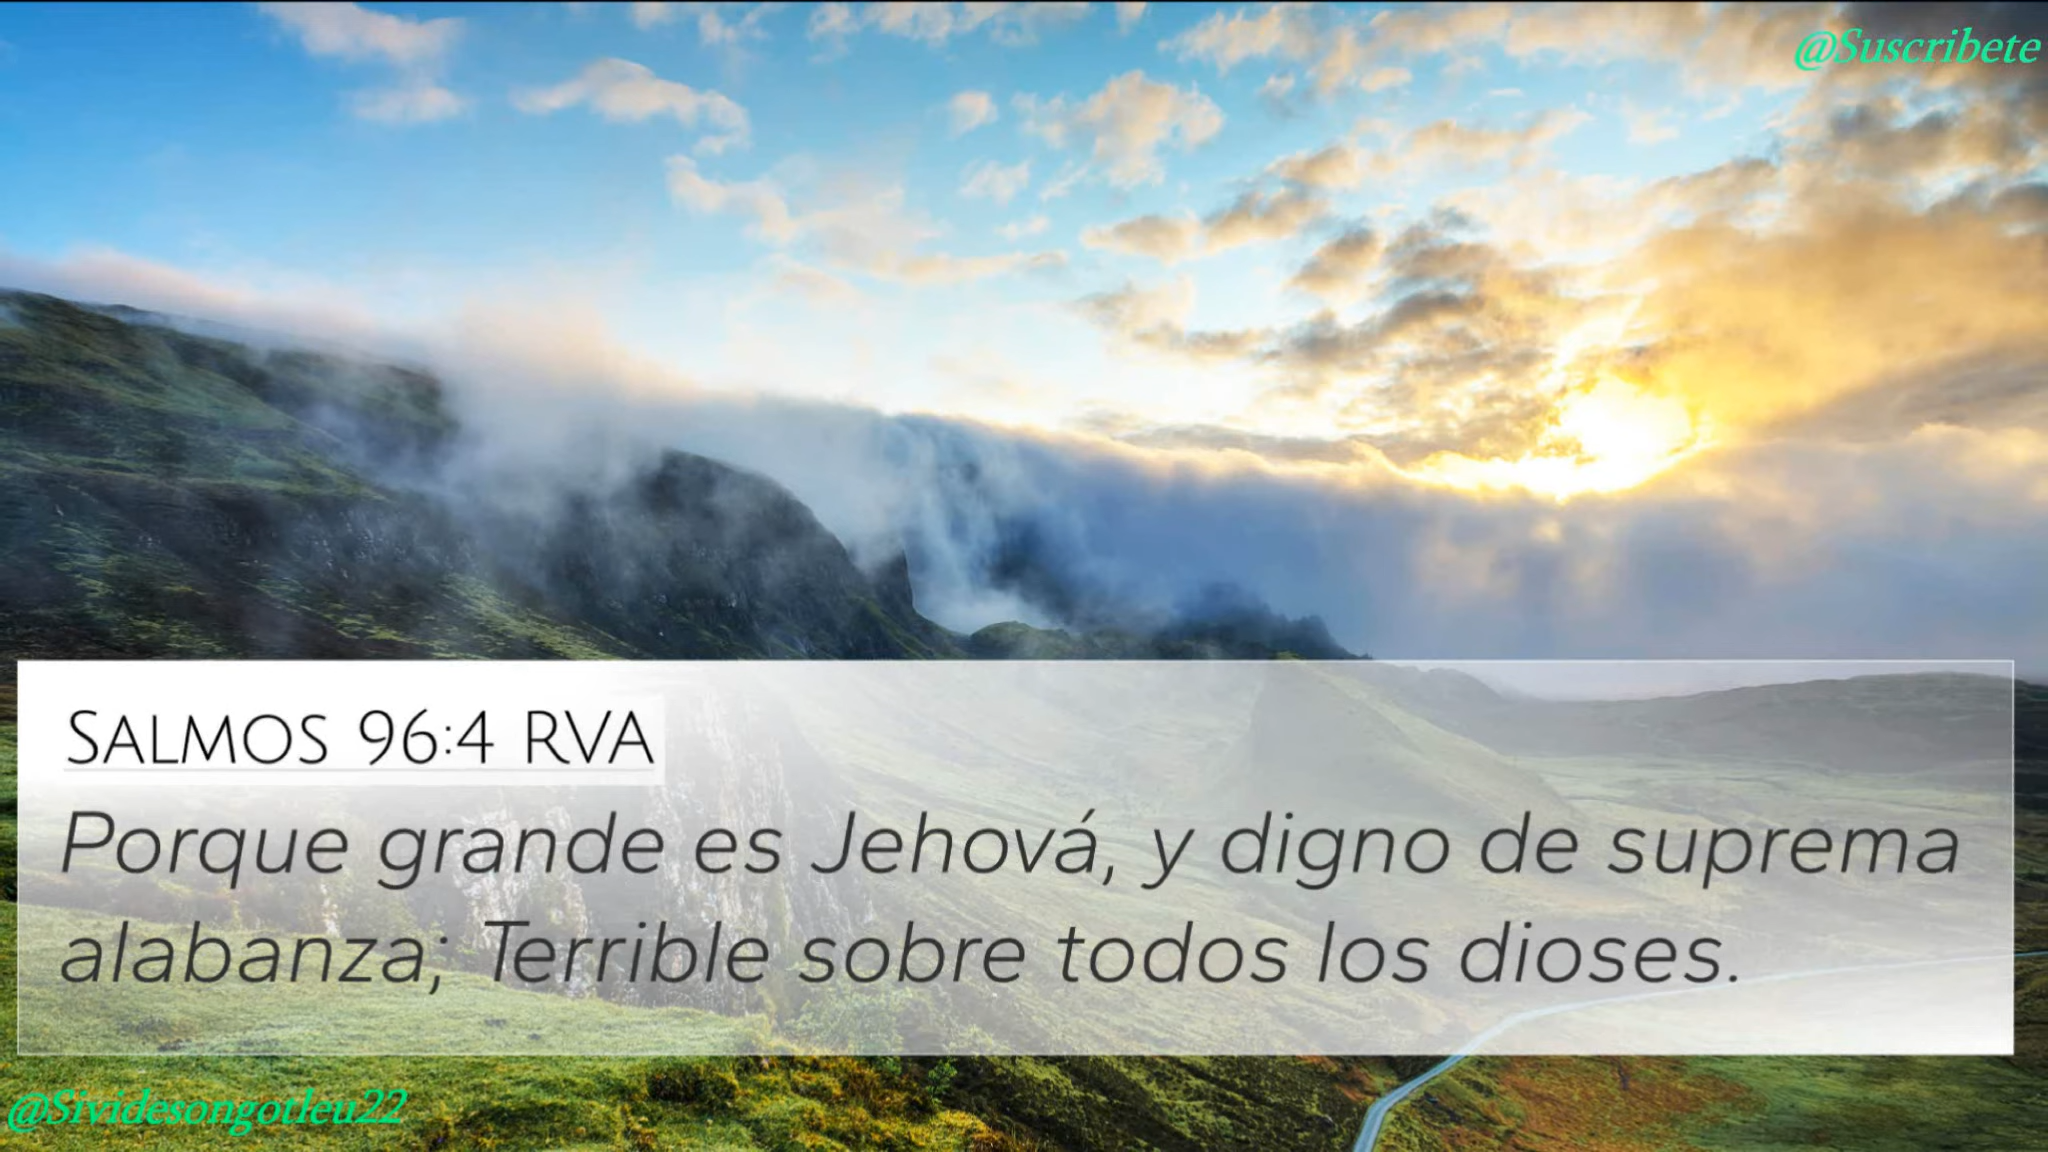 @Suscribete
SALMOS 96:4 RVA
Porque grande es Jehová, y digno de suprema
alabanza; Terrible sobre todos los dioses.
@Sividesongotleu22